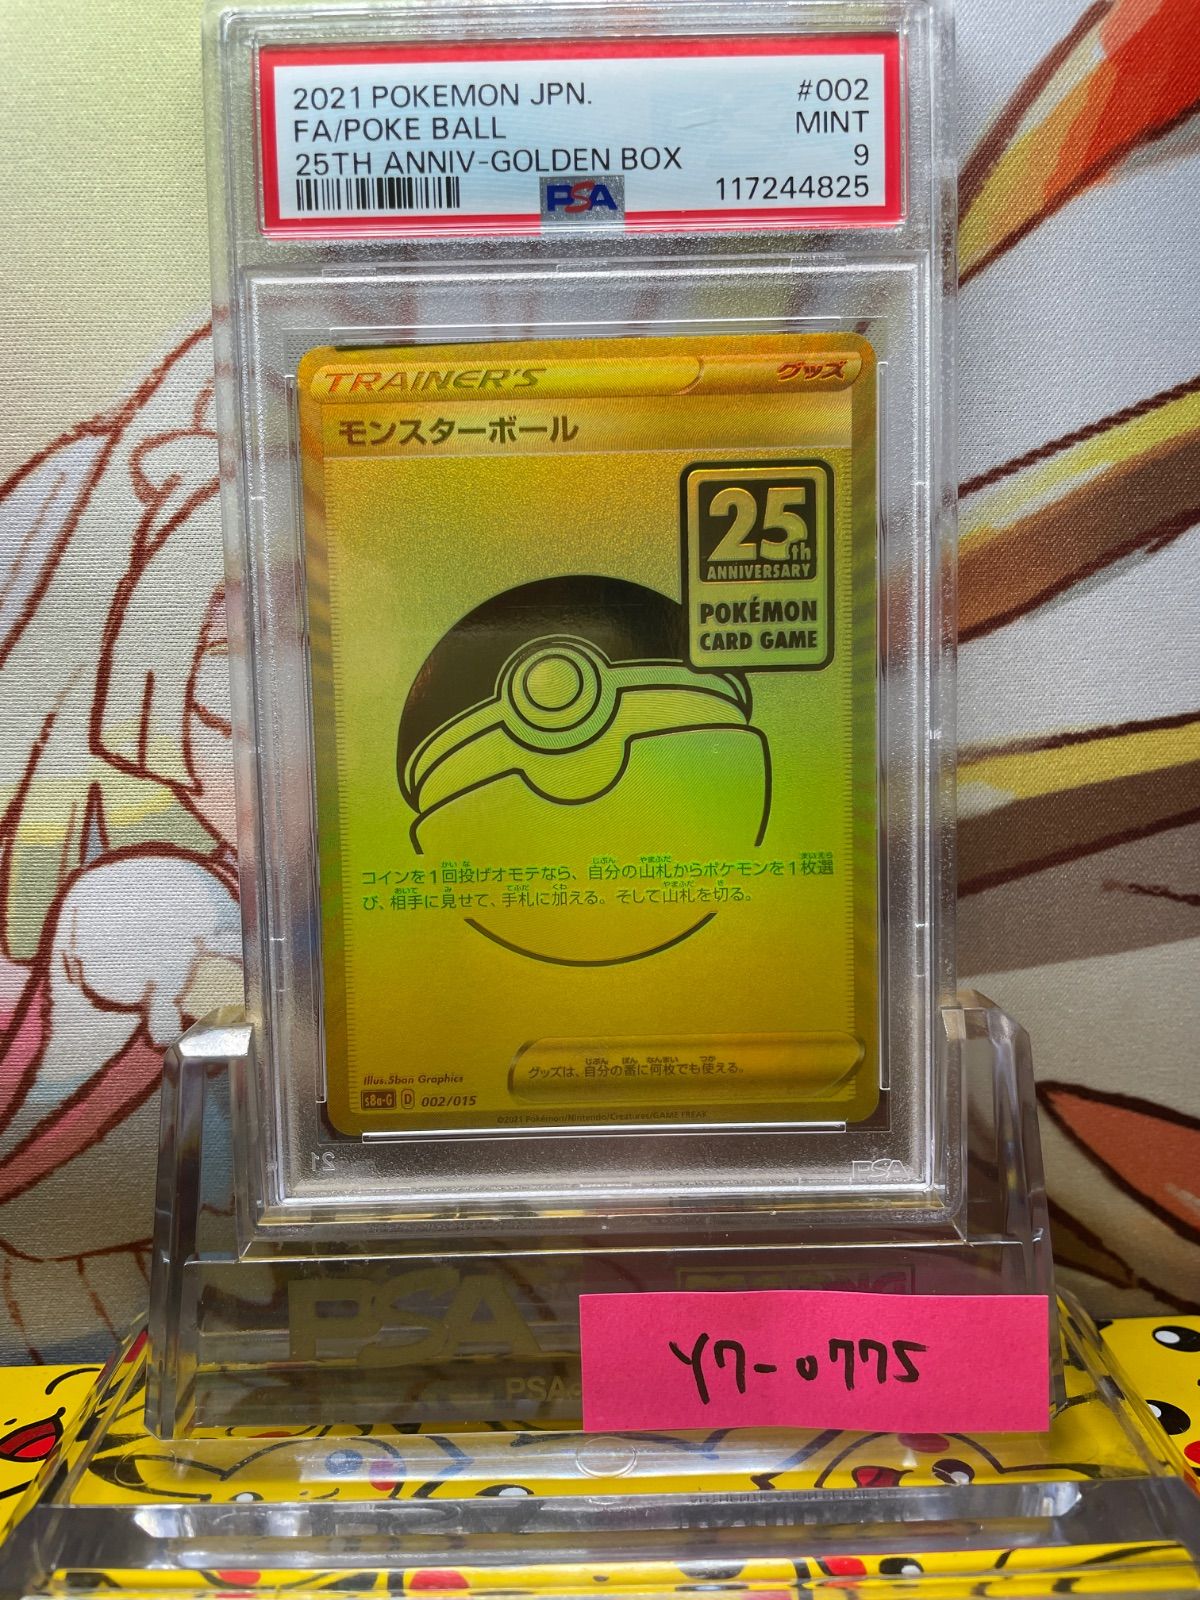 2021 POKEMON JPN. #002
FA/POKE BALL MINT
25TH ANNIV-GOLDEN BOX 9
PSA 117244825
TRAINER'S グッズ
モンスターボール
25th
ANNIVERSARY
POKÉMON
CARD GAME
コインを1回投げオモテなら、自分の山札からポケモンを1枚選
び、相手に見せて、手札に加える。そして山札を切る。
グッズは、自分の番に何枚でも使える。
Illus.5ban Graphics
s8a-G D 002/015
©2021 Pokémon/Nintendo/Creatures/GAME FREAK
21 PSA
PSA
PSA
Y7-0775